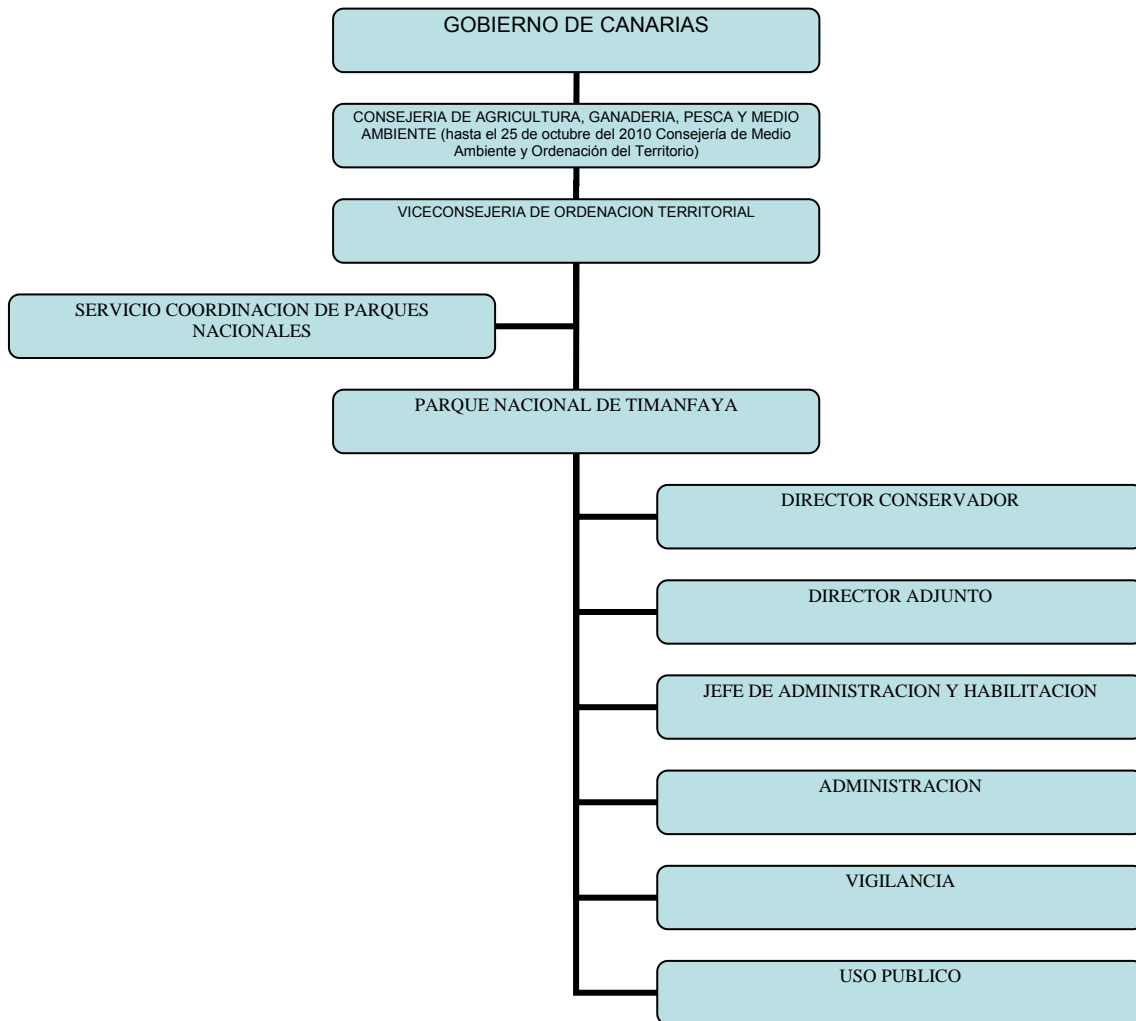 GOBIERNO DE CANARIAS
CONSEJERIA DE AGRICULTURA, GANADERIA, PESCA Y MEDIO
AMBIENTE (hasta el 25 de octubre del 2010 Consejería de Medio
Ambiente y Ordenación del Territorio)
VICECONSEJERIA DE ORDENACION TERRITORIAL
SERVICIO COORDINACION DE PARQUES
NACIONALES
PARQUE NACIONAL DE TIMANFAYA
DIRECTOR CONSERVADOR
DIRECTOR ADJUNTO
JEFE DE ADMINISTRACION Y HABILITACION
ADMINISTRACION
VIGILANCIA
USO PUBLICO